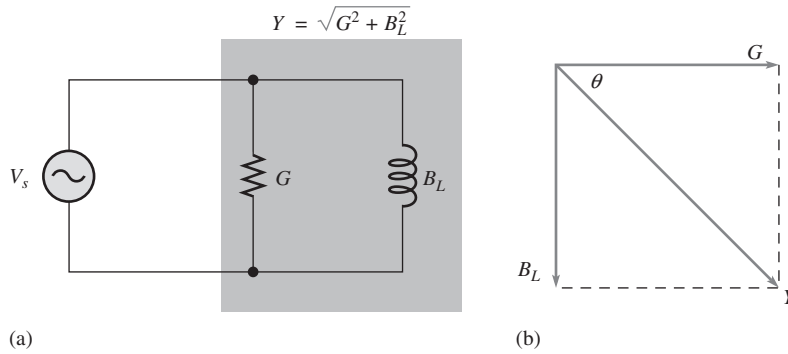 Y = √G² + B_L²
V_s
G
B_L
(a)
G
θ
B_L
Y
(b)